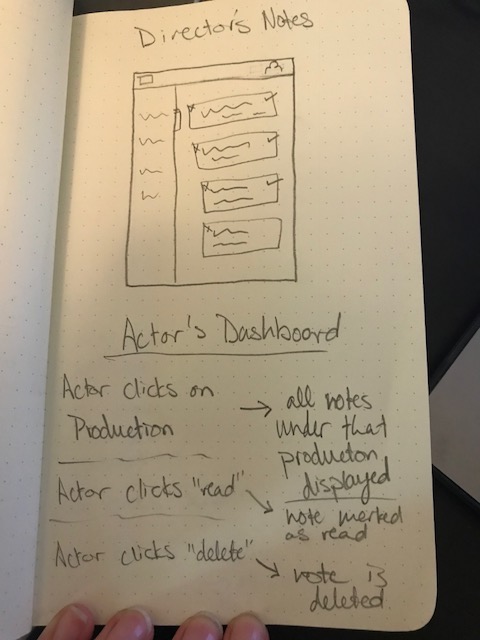 Director's Notes
Actor's Dashboard
Actor clicks on
Production
→ all notes
under that
producton
displayed
Actor clicks "read"
→ note marked
as read
Actor clicks "delete"
→ note is
deleted